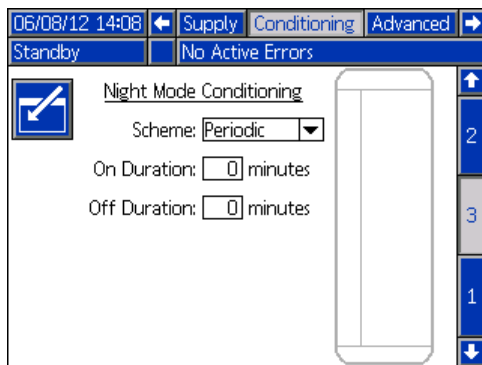 06/08/12 14:08 Supply Conditioning Advanced
Standby No Active Errors
Night Mode Conditioning
Scheme: Periodic
On Duration: 0 minutes
Off Duration: 0 minutes
2
3
1